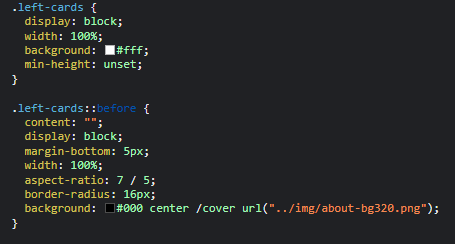 .left-cards {
display: block;
width: 100%;
background: #fff;
min-height: unset;
}
.left-cards::before {
content: "";
display: block;
margin-bottom: 5px;
width: 100%;
aspect-ratio: 7 / 5;
border-radius: 16px;
background: #000 center /cover url("../img/about-bg320.png");
}